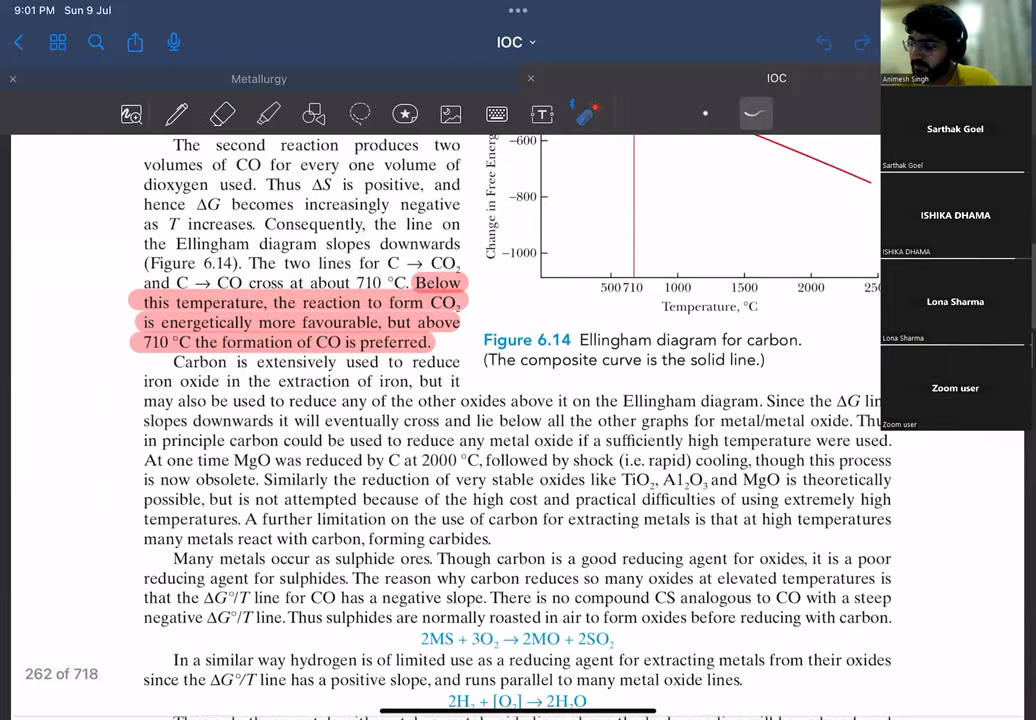 9:01 PM Sun 9 Jul
IOC
Metallurgy
IOC
Animesh Singh
Sarthak Goel
Sarthak Goel
ISHIKA DHAMA
ISHIKA DHAMA
Lona Sharma
Lona Sharma
Zoom user
Zoom user
The second reaction produces two
volumes of CO for every one volume of
dioxygen used. Thus ΔS is positive, and
hence ΔG becomes increasingly negative
as T increases. Consequently, the line on
the Ellingham diagram slopes downwards
(Figure 6.14). The two lines for C → CO₂
and C → CO cross at about 710 °C. Below
this temperature, the reaction to form CO₂
is energetically more favourable, but above
710 °C the formation of CO is preferred.
Change in Free Energ
−600
−800
−1000
500 710 1000 1500 2000 250
Temperature, °C
Figure 6.14 Ellingham diagram for carbon.
(The composite curve is the solid line.)
Carbon is extensively used to reduce
iron oxide in the extraction of iron, but it
may also be used to reduce any of the other oxides above it on the Ellingham diagram. Since the ΔG lin
slopes downwards it will eventually cross and lie below all the other graphs for metal/metal oxide. Thu
in principle carbon could be used to reduce any metal oxide if a sufficiently high temperature were used.
At one time MgO was reduced by C at 2000 °C, followed by shock (i.e. rapid) cooling, though this process
is now obsolete. Similarly the reduction of very stable oxides like TiO₂, A1₂O₃ and MgO is theoretically
possible, but is not attempted because of the high cost and practical difficulties of using extremely high
temperatures. A further limitation on the use of carbon for extracting metals is that at high temperatures
many metals react with carbon, forming carbides.
Many metals occur as sulphide ores. Though carbon is a good reducing agent for oxides, it is a poor
reducing agent for sulphides. The reason why carbon reduces so many oxides at elevated temperatures is
that the ΔG°/T line for CO has a negative slope. There is no compound CS analogous to CO with a steep
negative ΔG°/T line. Thus sulphides are normally roasted in air to form oxides before reducing with carbon.
2MS + 3O₂ → 2MO + 2SO₂
In a similar way hydrogen is of limited use as a reducing agent for extracting metals from their oxides
since the ΔG°/T line has a positive slope, and runs parallel to many metal oxide lines.
2H₂ + [O₂] → 2H₂O
262 of 718